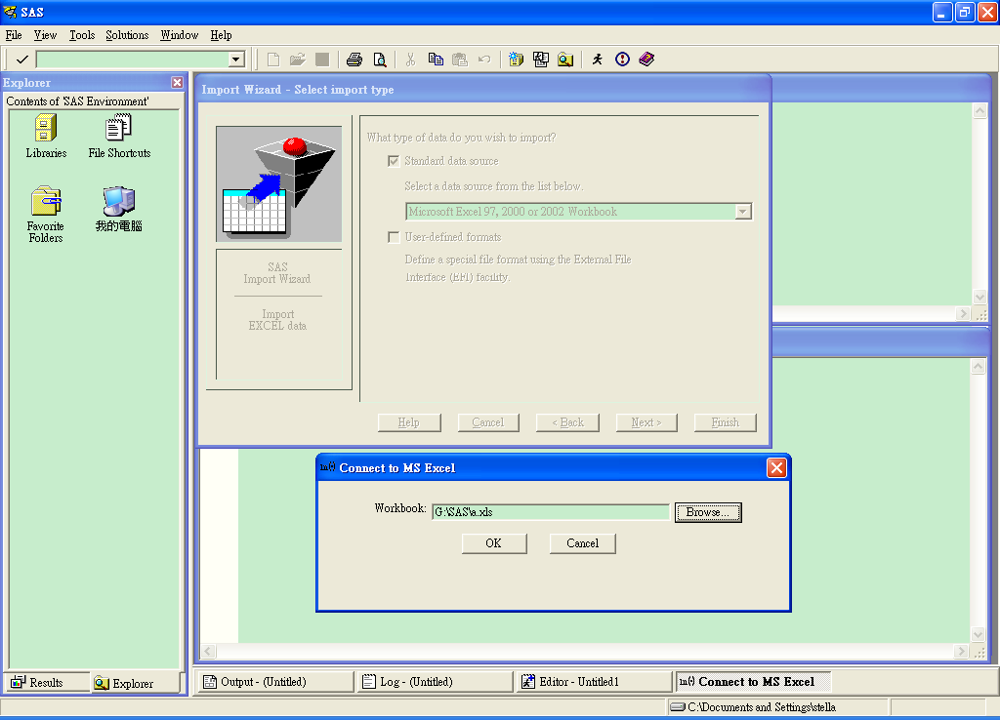 SAS
File View Tools Solutions Window Help
Explorer
Contents of 'SAS Environment'
Libraries
File Shortcuts
Favorite
Folders
我的電腦
Import Wizard - Select import type
SAS
Import Wizard
Import
EXCEL data
What type of data do you wish to import?
Standard data source
Select a data source from the list below.
Microsoft Excel 97, 2000 or 2002 Workbook
User-defined formats
Define a special file format using the External File
Interface (EFI) facility.
Help Cancel < Back Next > Finish
Connect to MS Excel
Workbook: G:\SAS\a.xls Browse...
OK Cancel
Results Explorer
Output - (Untitled) Log - (Untitled) Editor - Untitled1 Connect to MS Excel
C:\Documents and Settings\stella